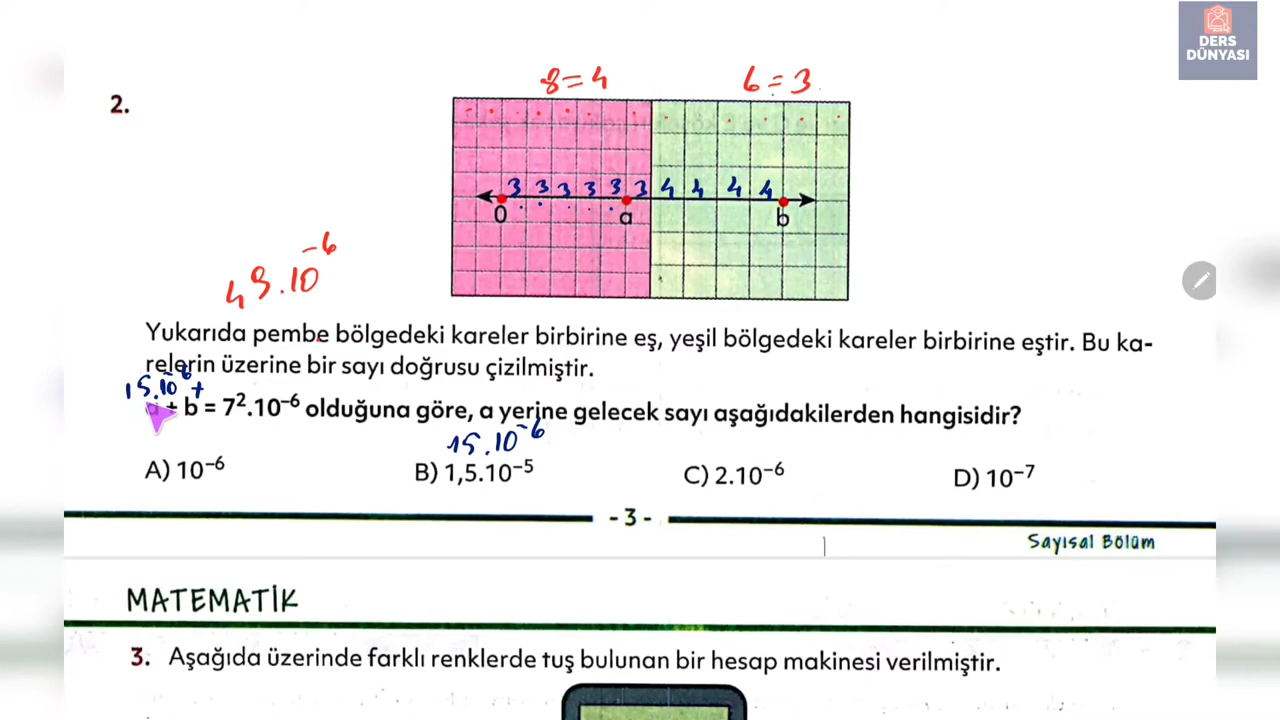 DERS
DÜNYASI
8=4
6=3
2.
3 3 3 3 3 3 4 4 4 4
0 a b
49.10⁻⁶
Yukarıda pembe bölgedeki kareler birbirine eş, yeşil bölgedeki kareler birbirine eştir. Bu ka-
relerin üzerine bir sayı doğrusu çizilmiştir.
15.10⁻⁶ +
+ b = 7².10⁻⁶ olduğuna göre, a yerine gelecek sayı aşağıdakilerden hangisidir?
15.10⁻⁶
A) 10⁻⁶ B) 1,5.10⁻⁵ C) 2.10⁻⁶ D) 10⁻⁷
- 3 -
Sayısal Bölüm
MATEMATİK
3. Aşağıda üzerinde farklı renklerde tuş bulunan bir hesap makinesi verilmiştir.